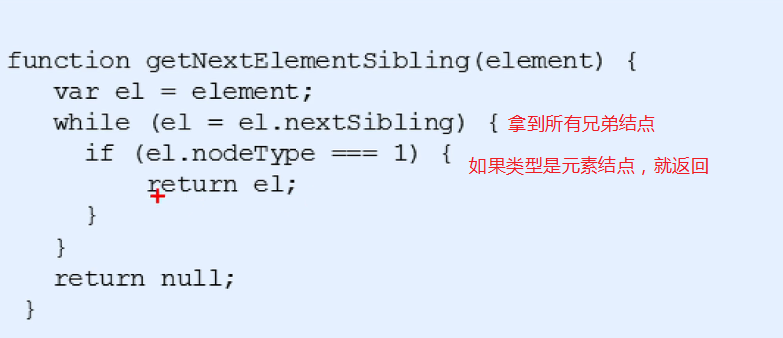 function getNextElementSibling(element) {
var el = element;
while (el = el.nextSibling) { 拿到所有兄弟结点
if (el.nodeType === 1) {
如果类型是元素结点，就返回
return el;
}
}
return null;
}